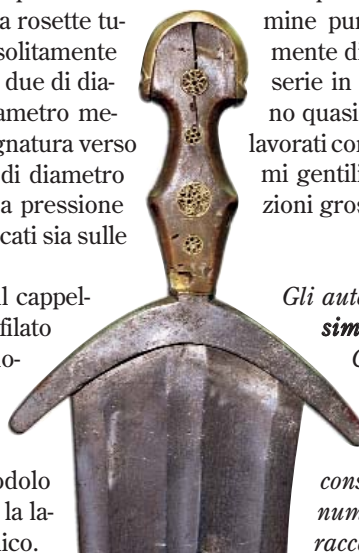 a rosette tu-
solitamente
due di dia-
ametro me-
gnatura verso
di diametro
a pressione
cati sia sulle
l cappel-
filato
o-
odolo
la la-
ico.
mine pur
mente di
serie in
no quasi
lavorati con
mi gentili
zioni gros
Gli aut
sim
cons
num
racc